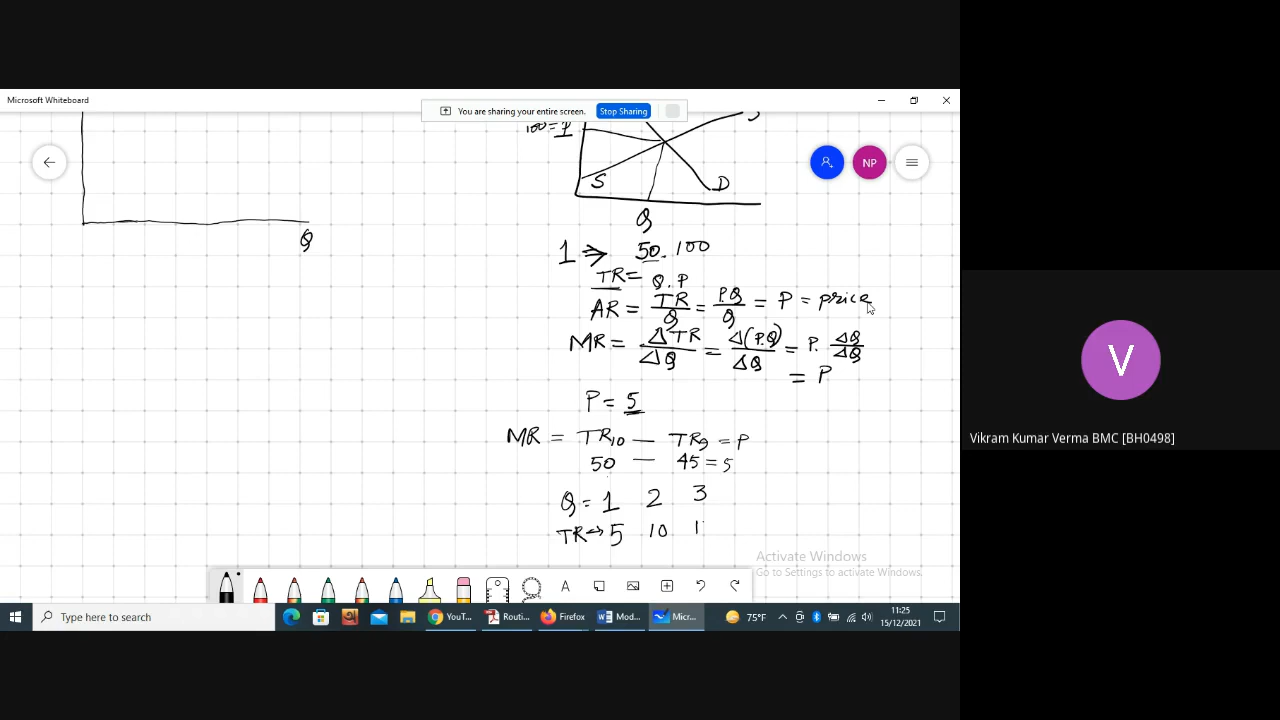 Microsoft Whiteboard
You are sharing your entire screen.
Stop Sharing
NP
100 = P
S
S
D
Q
Q
1 ⇒ 50 . 100
TR = Q . P
AR = TR/Q = P.Q/Q = P = price
MR = ΔTR/ΔQ = Δ(P.Q)/ΔQ = P. ΔQ/ΔQ
= P
P = 5
MR = TR₁₀ — TR₉ = P
50 — 45 = 5
Q = 1 2 3
TR ↔ 5 10 1
V
Vikram Kumar Verma BMC [BH0498]
Activate Windows
Go to Settings to activate Windows.
A
Type here to search
YouT...
Routi...
Firefox
Mod...
Micr...
75°F
11:25
15/12/2021